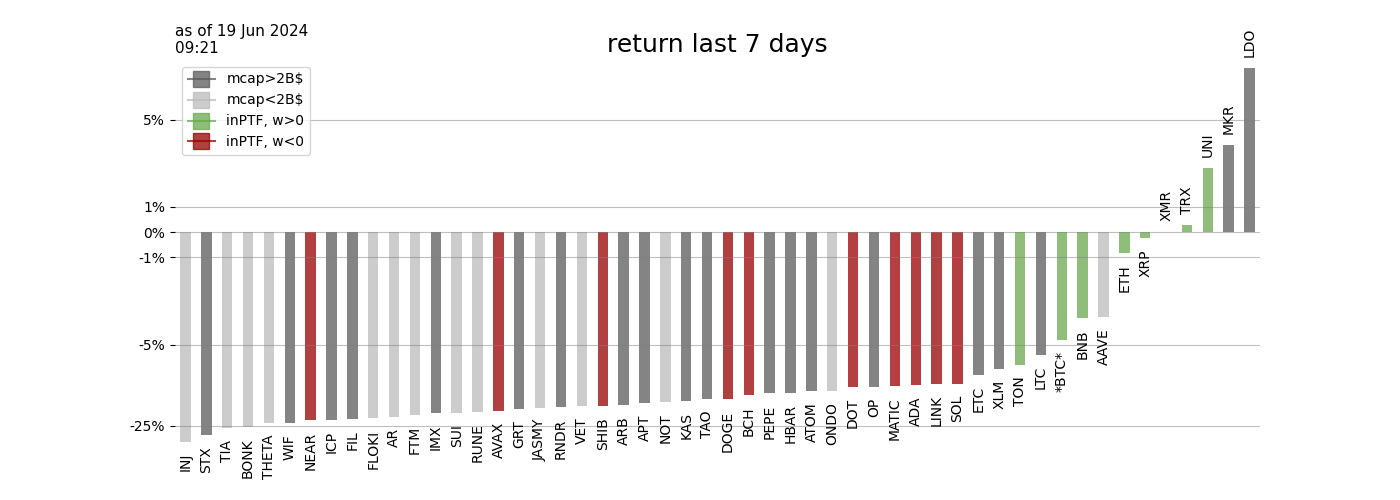 as of 19 Jun 2024
09:21
return last 7 days
mcap>2B$
mcap<2B$
inPTF, w>0
inPTF, w<0
5%
1%
0%
-1%
-5%
-25%
INJ
STX
TIA
BONK
THETA
WIF
NEAR
ICP
FIL
FLOKI
AR
FTM
IMX
SUI
RUNE
AVAX
GRT
JASMY
RNDR
VET
SHIB
ARB
APT
NOT
KAS
TAO
DOGE
BCH
PEPE
HBAR
ATOM
ONDO
DOT
OP
MATIC
ADA
LINK
SOL
ETC
XLM
TON
LTC
*BTC*
BNB
AAVE
ETH
XRP
XMR
TRX
UNI
MKR
LDO